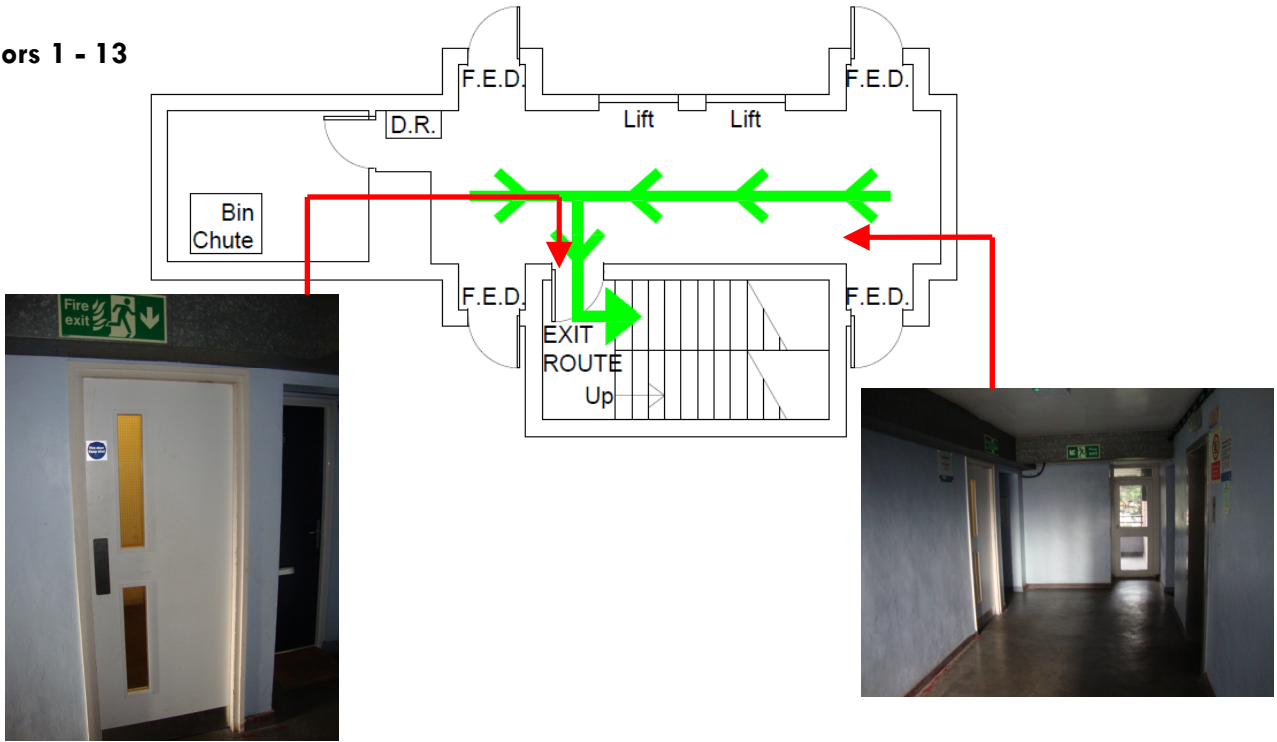 ors 1 - 13
F.E.D.
F.E.D.
D.R.
Lift
Lift
Bin
Chute
F.E.D.
F.E.D.
EXIT
ROUTE
Up
Fire
exit